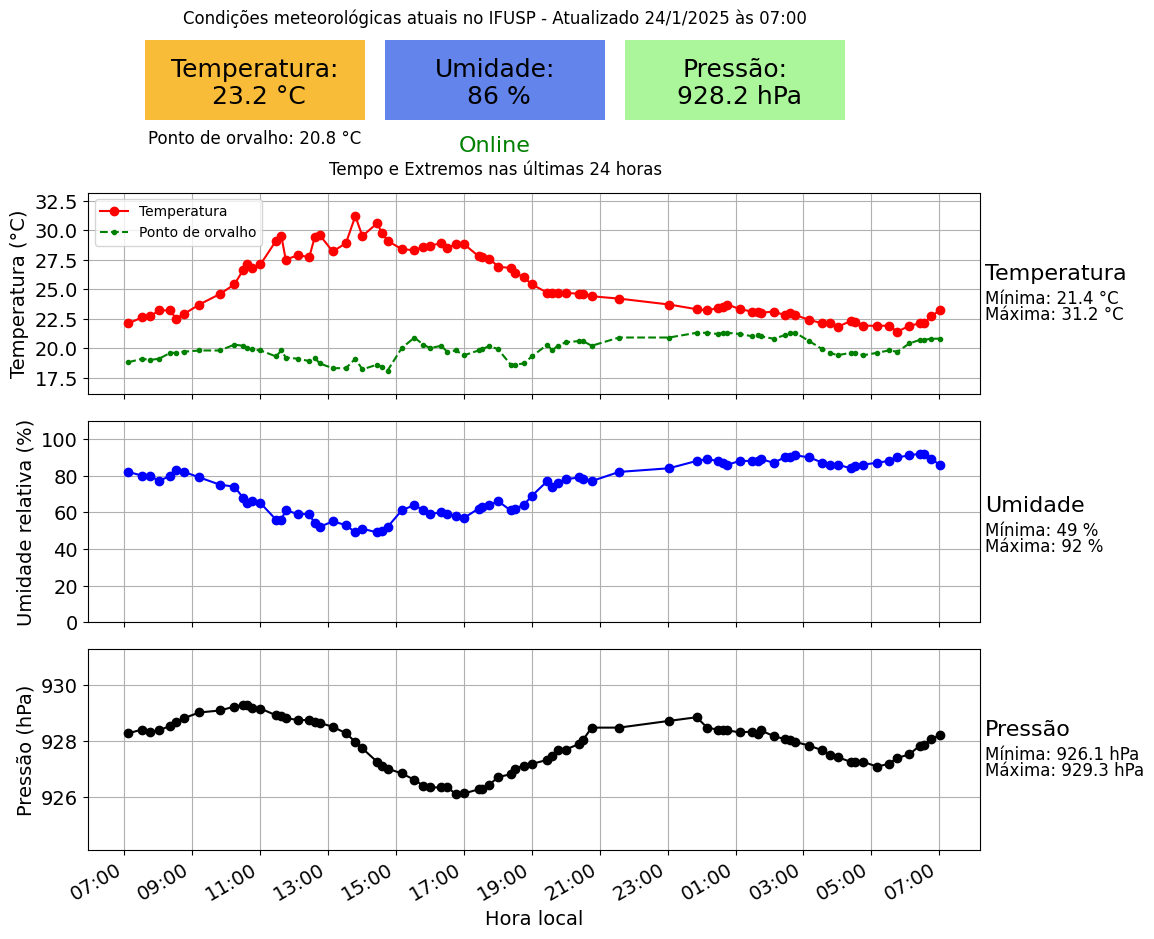 Condições meteorológicas atuais no IFUSP - Atualizado 24/1/2025 às 07:00
Temperatura:
23.2 °C
Umidade:
86 %
Pressão:
928.2 hPa
Ponto de orvalho: 20.8 °C
Online
Tempo e Extremos nas últimas 24 horas
Temperatura (°C)
32.5
30.0
27.5
25.0
22.5
20.0
17.5
Temperatura
Ponto de orvalho
Temperatura
Mínima: 21.4 °C
Máxima: 31.2 °C
Umidade relativa (%)
100
80
60
40
20
0
Umidade
Mínima: 49 %
Máxima: 92 %
Pressão (hPa)
930
928
926
Pressão
Mínima: 926.1 hPa
Máxima: 929.3 hPa
07:00 09:00 11:00 13:00 15:00 17:00 19:00 21:00 23:00 01:00 03:00 05:00 07:00
Hora local